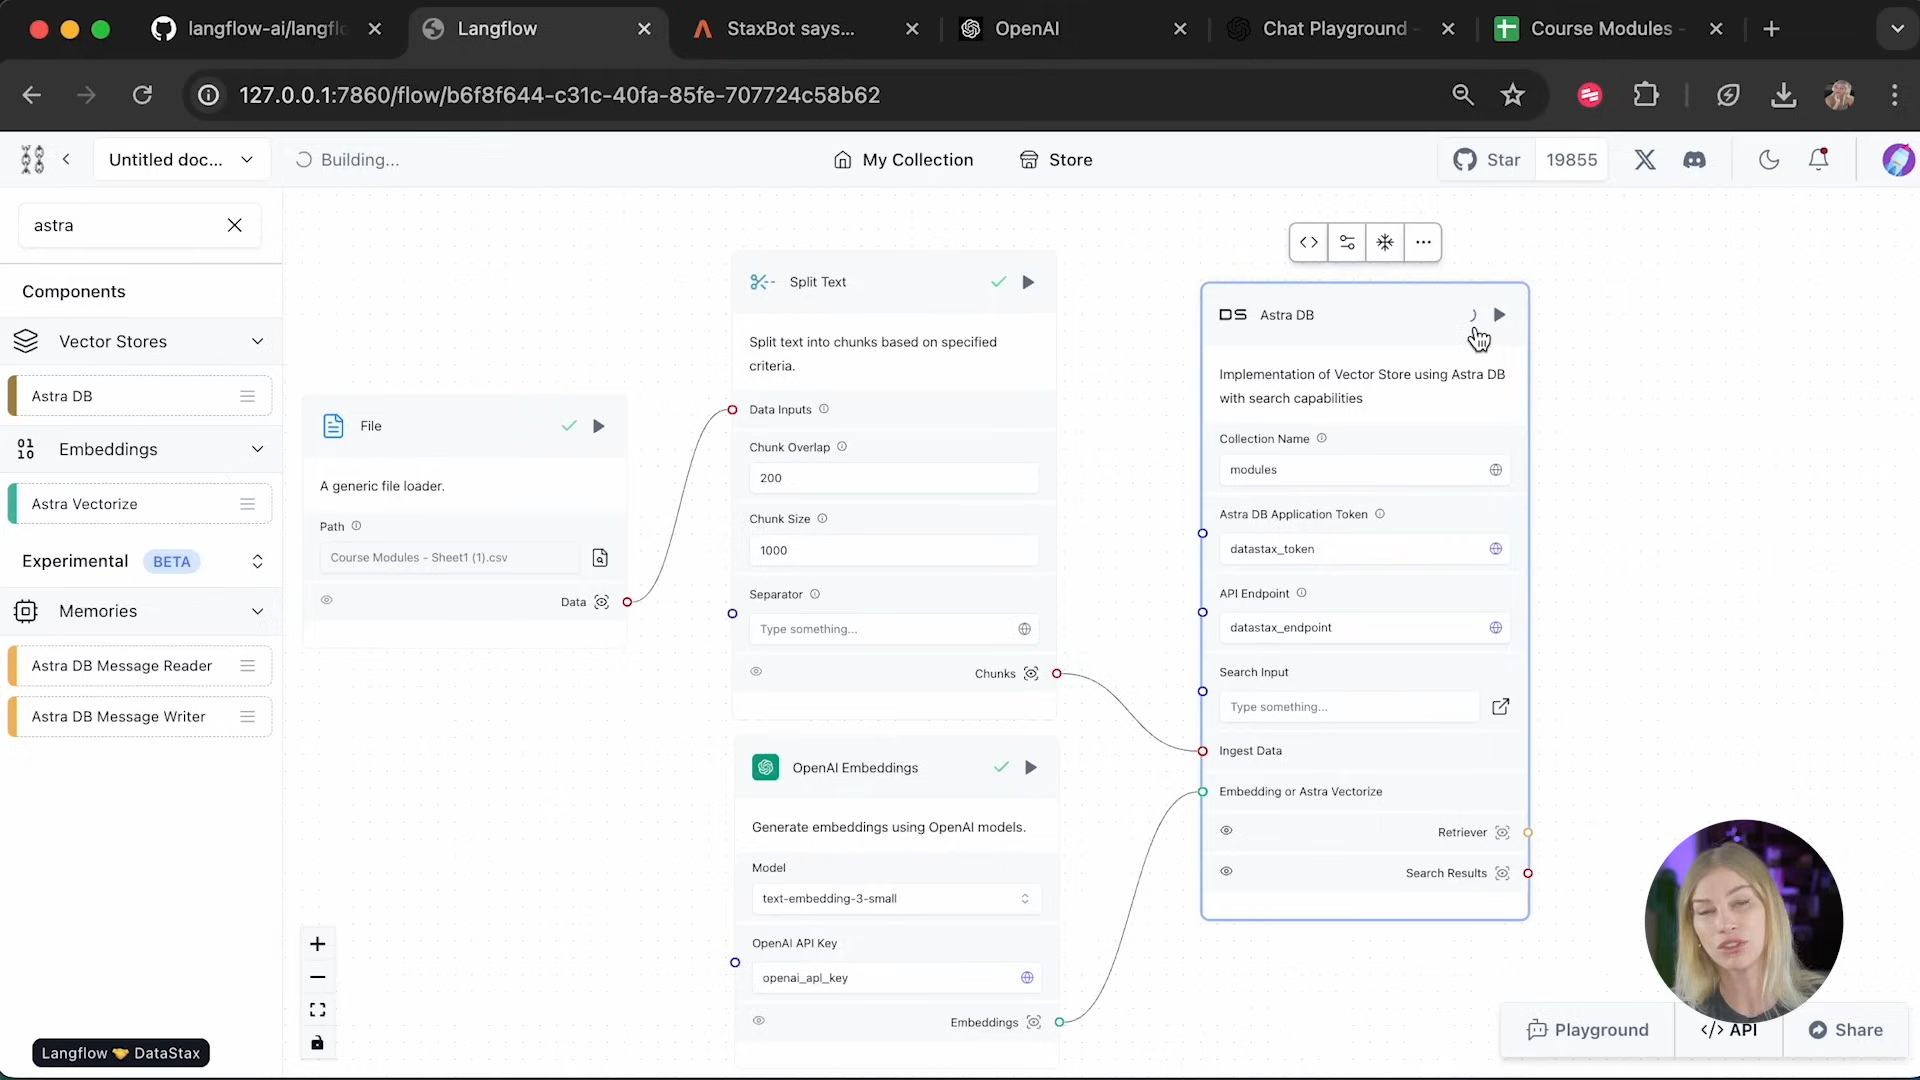 langflow-ai/langfl
Langflow
StaxBot says...
OpenAI
Chat Playground -
Course Modules -
127.0.0.1:7860/flow/b6f8f644-c31c-40fa-85fe-707724c58b62
Untitled doc...
Building...
My Collection
Store
Star
19855
astra
Components
Vector Stores
Astra DB
Embeddings
Astra Vectorize
Experimental
BETA
Memories
Astra DB Message Reader
Astra DB Message Writer
File
A generic file loader.
Path
Course Modules - Sheet1 (1).csv
Data
Split Text
Split text into chunks based on specified
criteria.
Data Inputs
Chunk Overlap
200
Chunk Size
1000
Separator
Type something...
Chunks
OpenAI Embeddings
Generate embeddings using OpenAI models.
Model
text-embedding-3-small
OpenAI API Key
openai_api_key
Embeddings
DS
Astra DB
Implementation of Vector Store using Astra DB
with search capabilities
Collection Name
modules
Astra DB Application Token
datastax_token
API Endpoint
datastax_endpoint
Search Input
Type something...
Ingest Data
Embedding or Astra Vectorize
Retriever
Search Results
Langflow 🤝 DataStax
Playground
</> API
Share